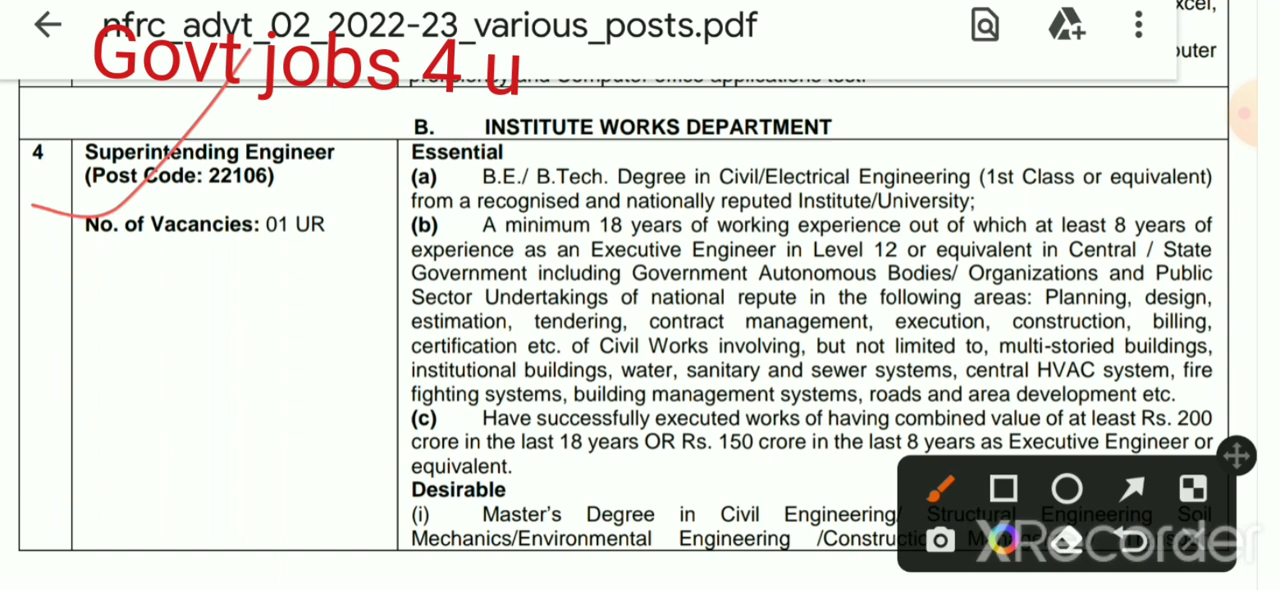 xcel,
nfrc_advt_02_2022-23_various_posts.pdf
Govt jobs 4 u
puter
proficiency and Computer office applications test.
B. INSTITUTE WORKS DEPARTMENT
4 Superintending Engineer
(Post Code: 22106)
No. of Vacancies: 01 UR
Essential
(a) B.E./ B.Tech. Degree in Civil/Electrical Engineering (1st Class or equivalent)
from a recognised and nationally reputed Institute/University;
(b) A minimum 18 years of working experience out of which at least 8 years of
experience as an Executive Engineer in Level 12 or equivalent in Central / State
Government including Government Autonomous Bodies/ Organizations and Public
Sector Undertakings of national repute in the following areas: Planning, design,
estimation, tendering, contract management, execution, construction, billing,
certification etc. of Civil Works involving, but not limited to, multi-storied buildings,
institutional buildings, water, sanitary and sewer systems, central HVAC system, fire
fighting systems, building management systems, roads and area development etc.
(c) Have successfully executed works of having combined value of at least Rs. 200
crore in the last 18 years OR Rs. 150 crore in the last 8 years as Executive Engineer or
equivalent.
Desirable
(i) Master's Degree in Civil Engineering/ Structural Engineering Soil
Mechanics/Environmental Engineering /Constructio
XRecorder